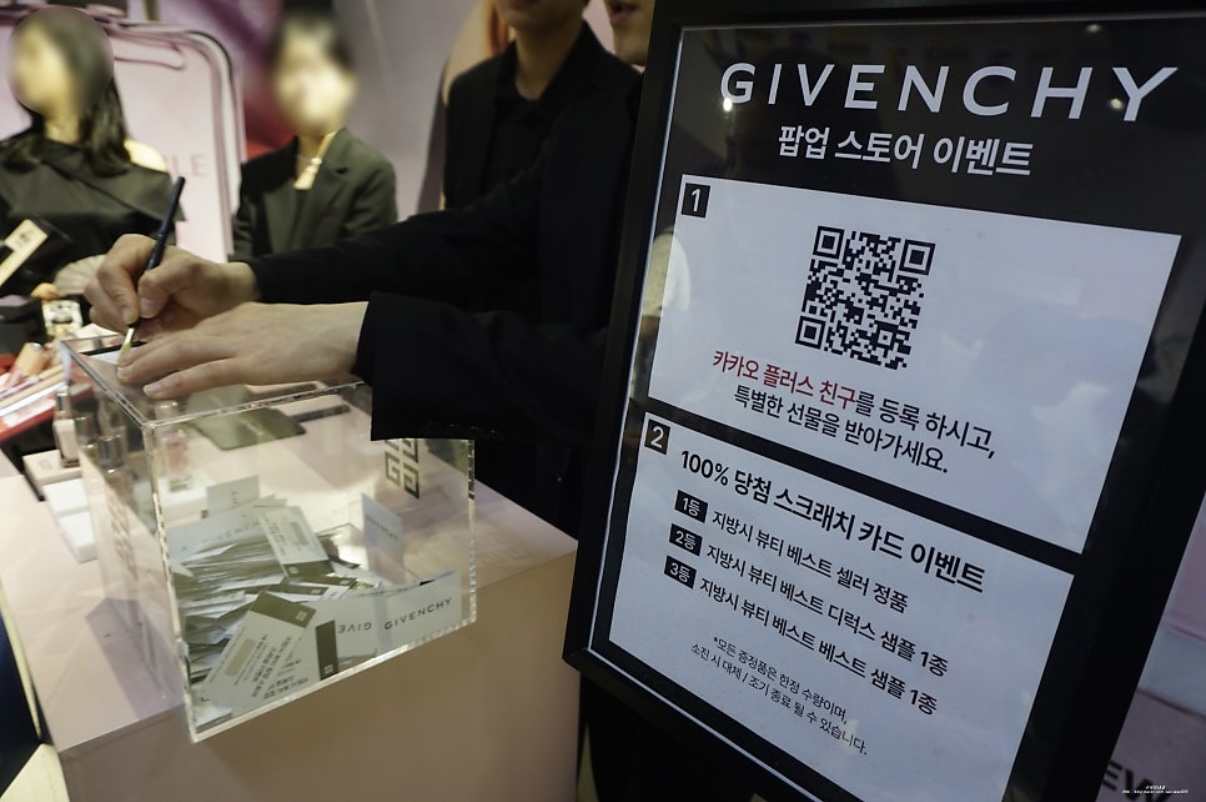 GIVENCHY
팝업 스토어 이벤트
1
카카오 플러스 친구를 등록 하시고,
특별한 선물을 받아가세요.
2
100% 당첨 스크래치 카드 이벤트
1등 지방시 뷰티 베스트 셀러 정품
2등 지방시 뷰티 베스트 디럭스 샘플 1종
3등 지방시 뷰티 베스트 베스트 샘플 1종
*모든 증정품은 한정 수량이며,
소진 시 대체 / 조기 종료 될 수 있습니다.
GIVENCHY
GIVE